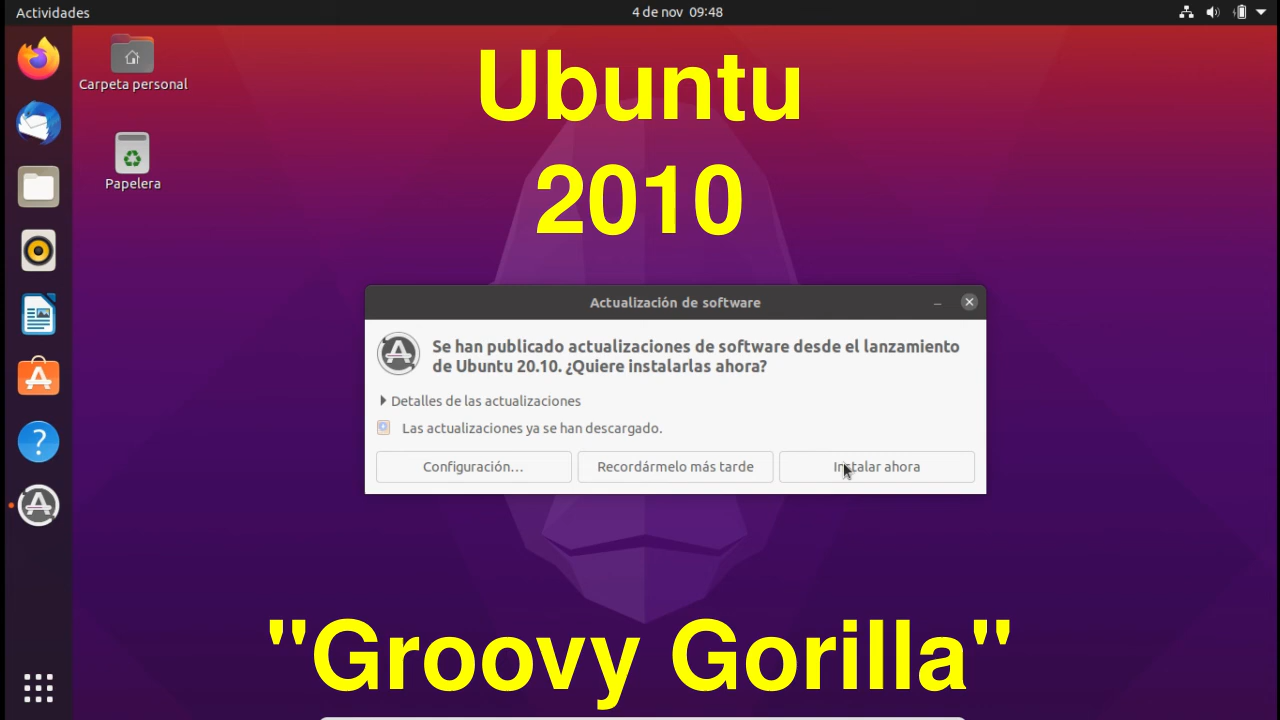 Actividades
4 de nov 09:48
Carpeta personal
Papelera
Ubuntu
2010
Actualización de software
Se han publicado actualizaciones de software desde el lanzamiento
de Ubuntu 20.10. ¿Quiere instalarlas ahora?
Detalles de las actualizaciones
Las actualizaciones ya se han descargado.
Configuración...
Recordármelo más tarde
Instalar ahora
"Groovy Gorilla"